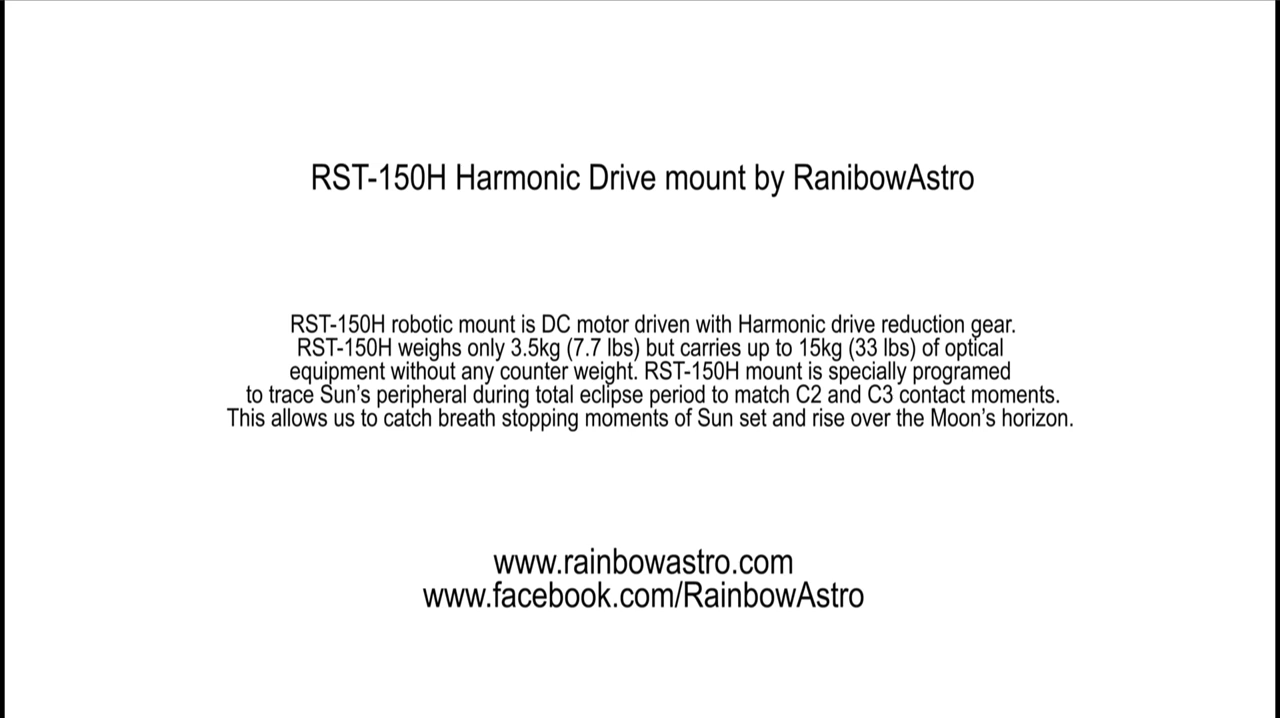 RST-150H Harmonic Drive mount by RanibowAstro
RST-150H robotic mount is DC motor driven with Harmonic drive reduction gear.
RST-150H weighs only 3.5kg (7.7 lbs) but carries up to 15kg (33 lbs) of optical
equipment without any counter weight. RST-150H mount is specially programed
to trace Sun's peripheral during total eclipse period to match C2 and C3 contact moments.
This allows us to catch breath stopping moments of Sun set and rise over the Moon's horizon.
www.rainbowastro.com
www.facebook.com/RainbowAstro